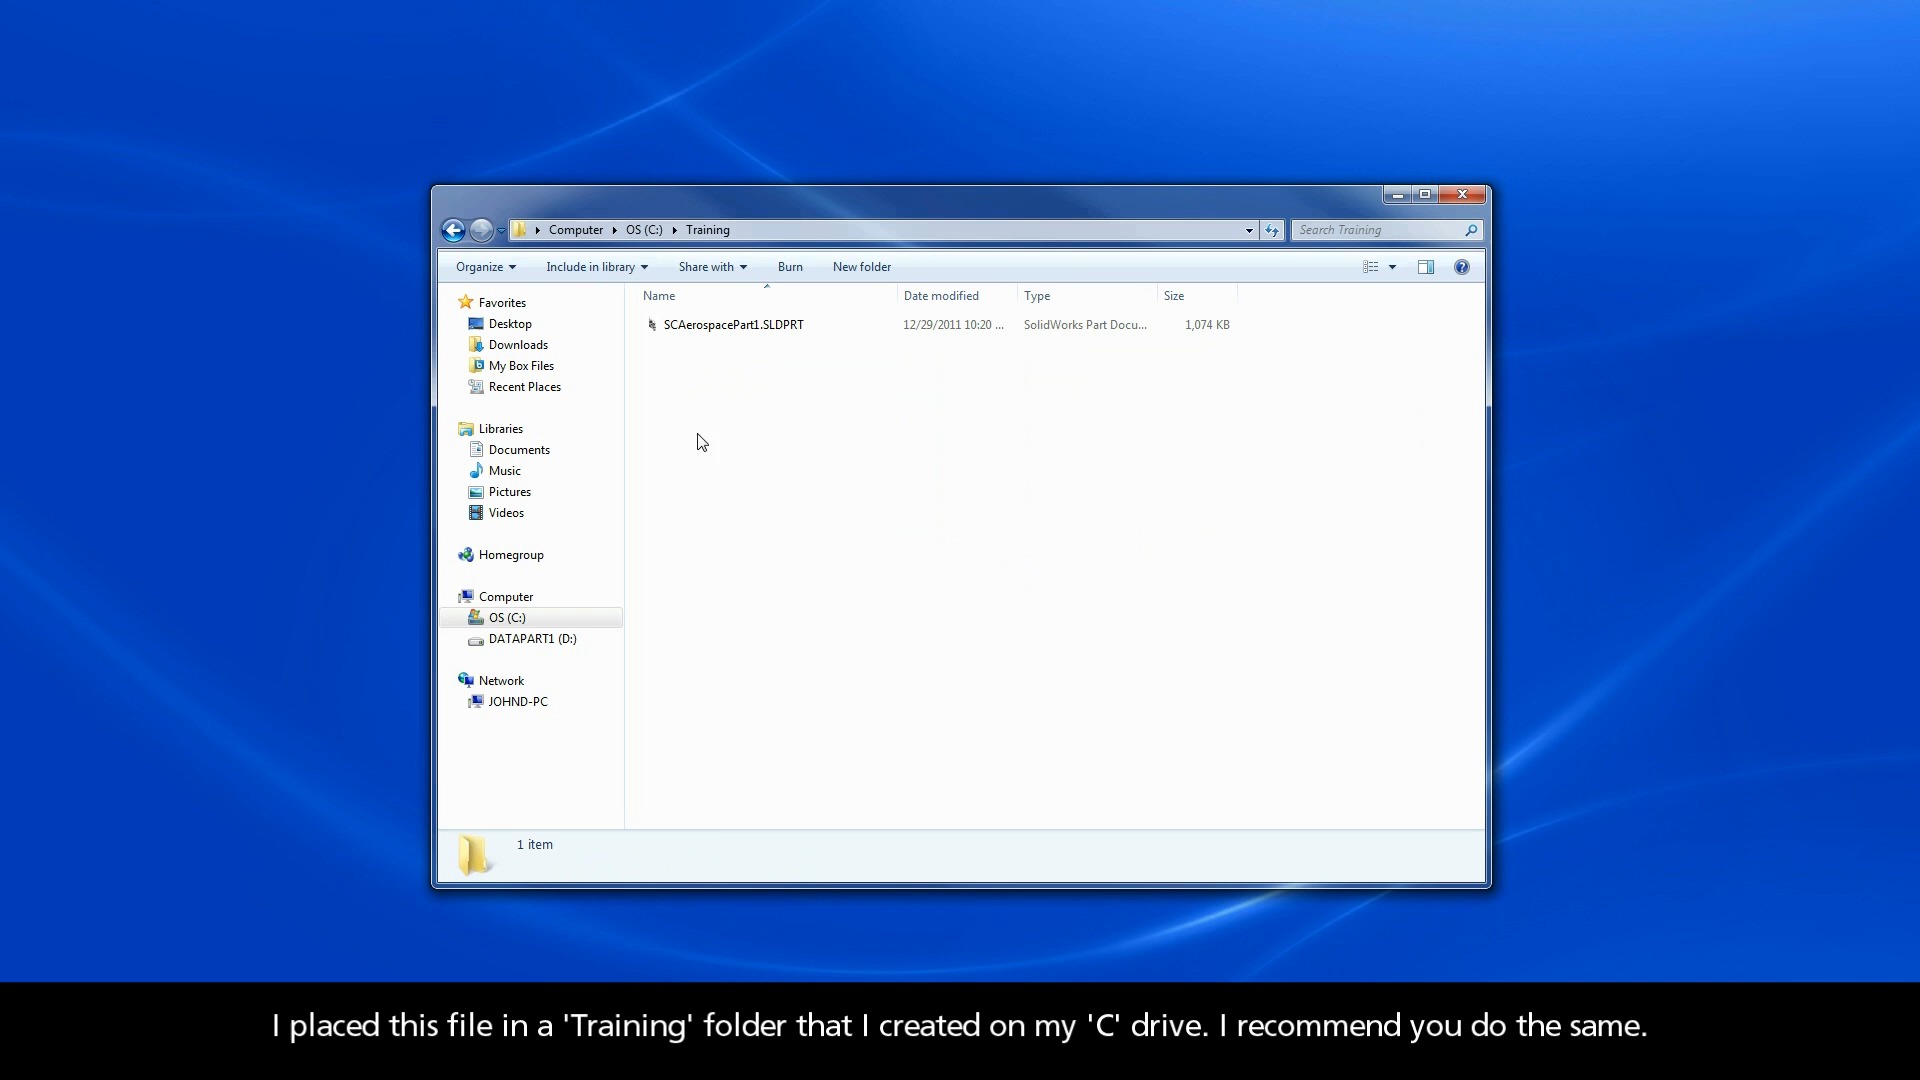 Computer OS (C:) Training
Search Training
Organize Include in library Share with Burn New folder
Name Date modified Type Size
SCAerospacePart1.SLDPRT 12/29/2011 10:20 ... SolidWorks Part Docu... 1,074 KB
Favorites
Desktop
Downloads
My Box Files
Recent Places
Libraries
Documents
Music
Pictures
Videos
Homegroup
Computer
OS (C:)
DATAPART1 (D:)
Network
JOHND-PC
1 item
I placed this file in a 'Training' folder that I created on my 'C' drive. I recommend you do the same.